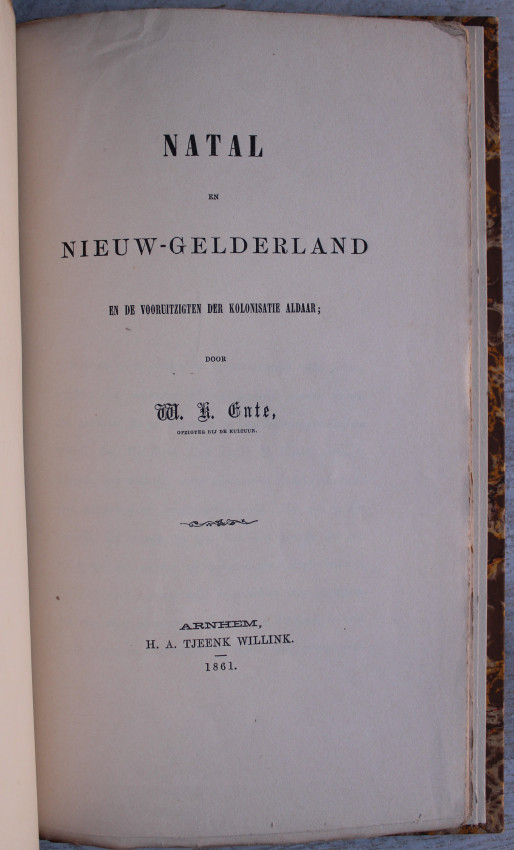 NATAL
EN
NIEUW-GELDERLAND
EN DE VOORUITZIGTEN DER KOLONISATIE ALDAAR;
DOOR
W. K. Ente,
OPZIGTER BIJ DE KULTUUR.
ARNHEM,
H. A. TJEENK WILLINK.
1861.